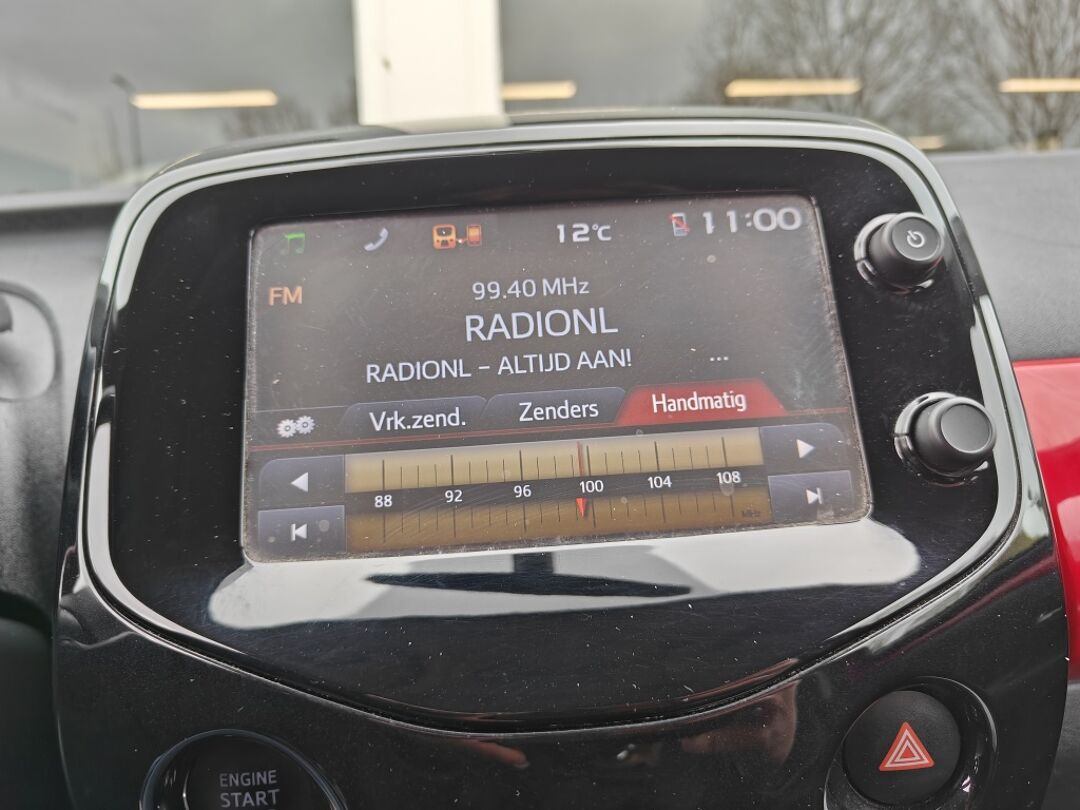 12°C
11:00
FM
99.40 MHz
RADIONL
RADIONL - ALTIJD AAN!
...
Vrk.zend.
Zenders
Handmatig
88 92 96 100 104 108
MHz
ENGINE
START